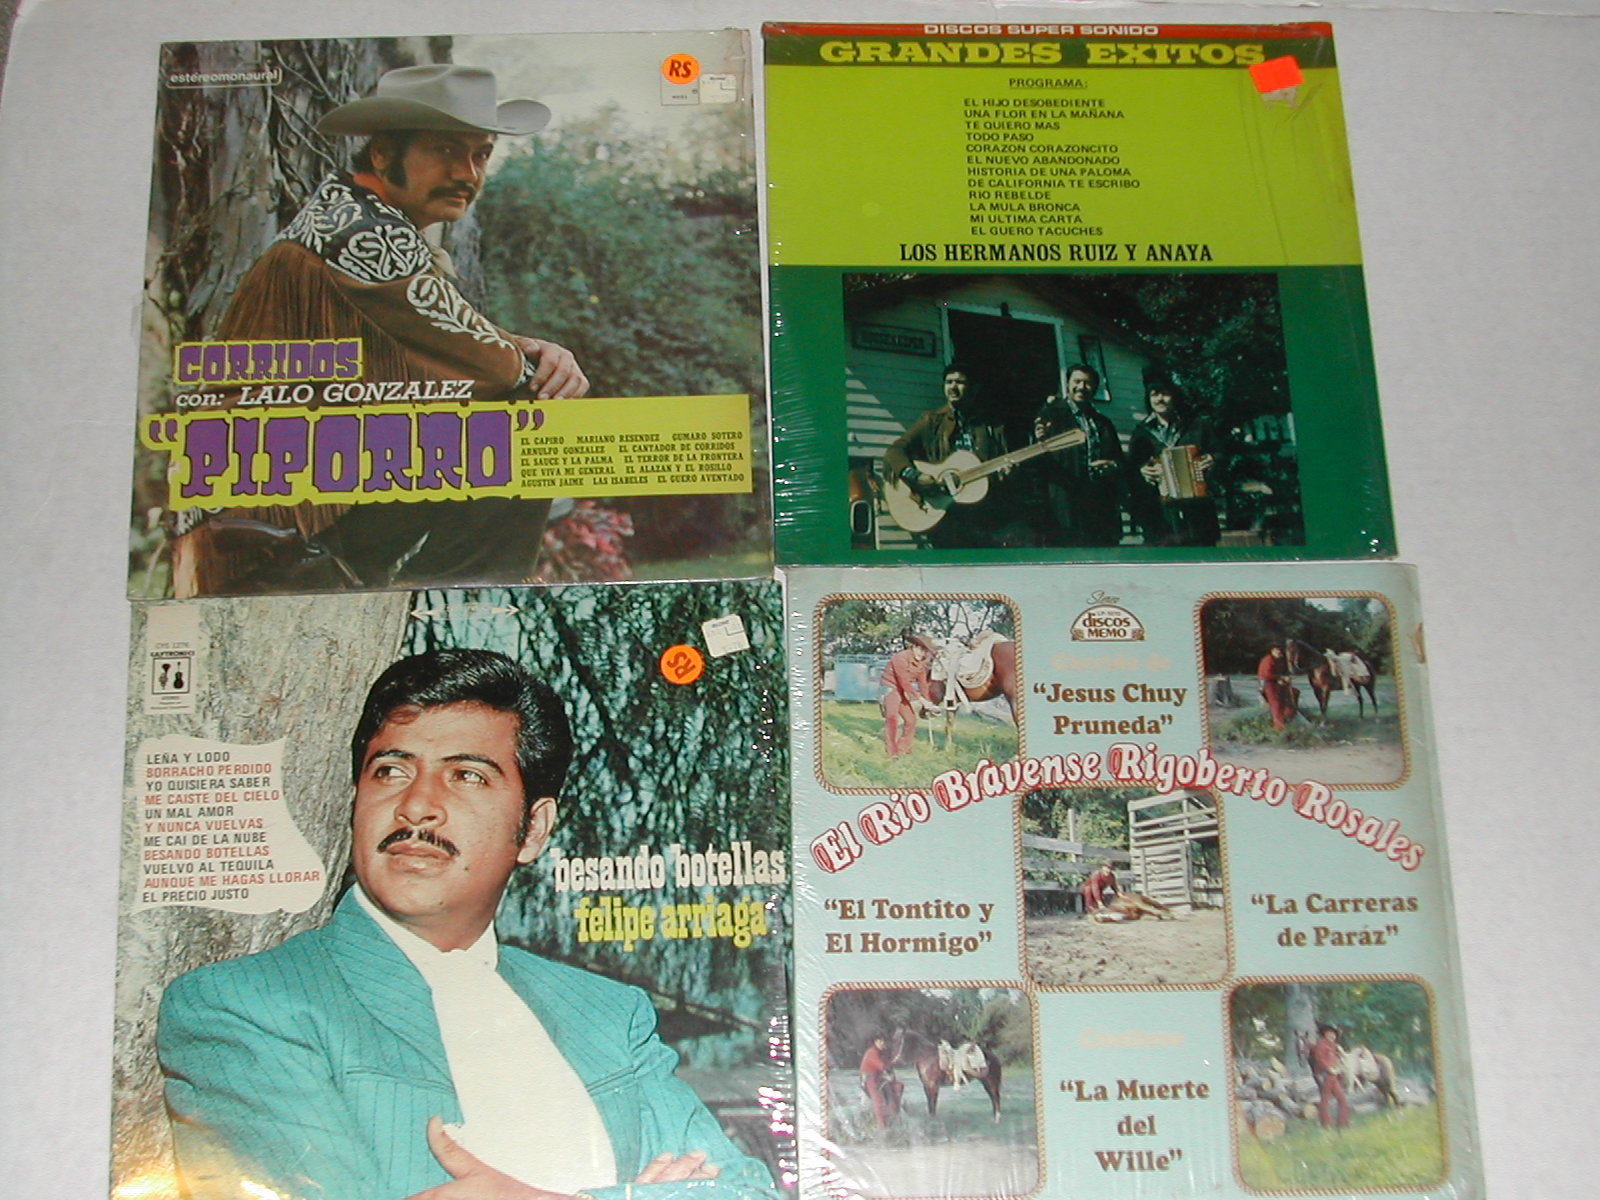 estéreomonaural
RS
CORRIDOS
con: LALO GONZALEZ
"PIPORRO"
EL CAPIRO MARIANO RESENDEZ GUMARO SOTERO
ARNULFO GONZALEZ EL CANTADOR DE CORRIDOS
EL SAUCE Y LA PALMA EL TERROR DE LA FRONTERA
QUE VIVA MI GENERAL EL ALAZAN Y EL ROSILLO
AGUSTIN JAIME LAS ISABELES EL GUERO AVENTADO
DISCOS SUPER SONIDO
GRANDES EXITOS
PROGRAMA:
EL HIJO DESOBEDIENTE
UNA FLOR EN LA MAÑANA
TE QUIERO MAS
TODO PASO
CORAZON CORAZONCITO
EL NUEVO ABANDONADO
HISTORIA DE UNA PALOMA
DE CALIFORNIA TE ESCRIBO
RIO REBELDE
LA MULA BRONCA
MI ULTIMA CARTA
EL GUERO TACUCHES
LOS HERMANOS RUIZ Y ANAYA
CAYTRONICS
RS
LEÑA Y LODO
BORRACHO PERDIDO
YO QUISIERA SABER
ME CAISTE DEL CIELO
UN MAL AMOR
Y NUNCA VUELVAS
ME CAI DE LA NUBE
BESANDO BOTELLAS
VUELVO AL TEQUILA
AUNQUE ME HAGAS LLORAR
EL PRECIO JUSTO
besando botellas
felipe arriaga
Stereo
discos
MEMO
Corrido de
"Jesus Chuy
Pruneda"
El Rio Bravense Rigoberto Rosales
"El Tontito y
El Hormigo"
"La Carreras
de Paráz"
"La Muerte
del
Wille"